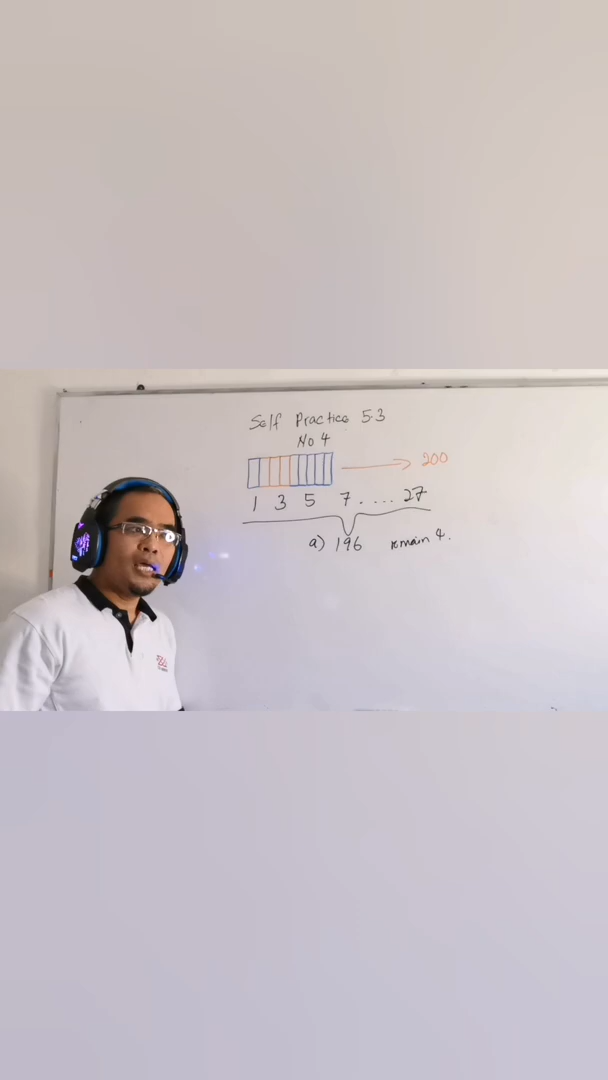 Self Practice 5.3
No 4
200
1 3 5 7 .... 27
a) 196 remain 4.